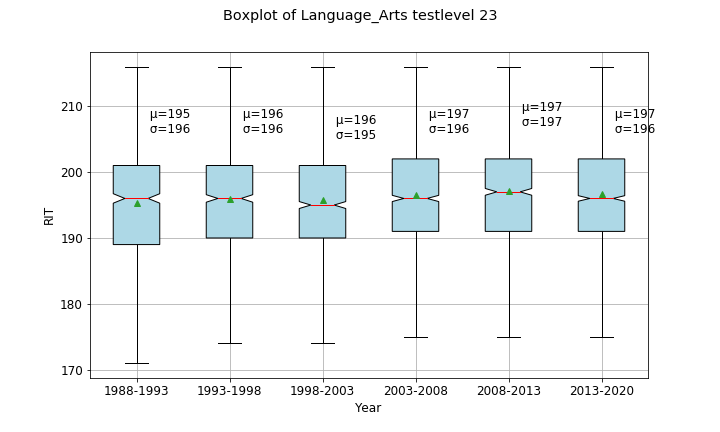 Boxplot of Language_Arts testlevel 23
RIT
210
200
190
180
170
μ=195
σ=196
μ=196
σ=196
μ=196
σ=195
μ=197
σ=196
μ=197
σ=197
μ=197
σ=196
1988-1993
1993-1998
1998-2003
2003-2008
2008-2013
2013-2020
Year